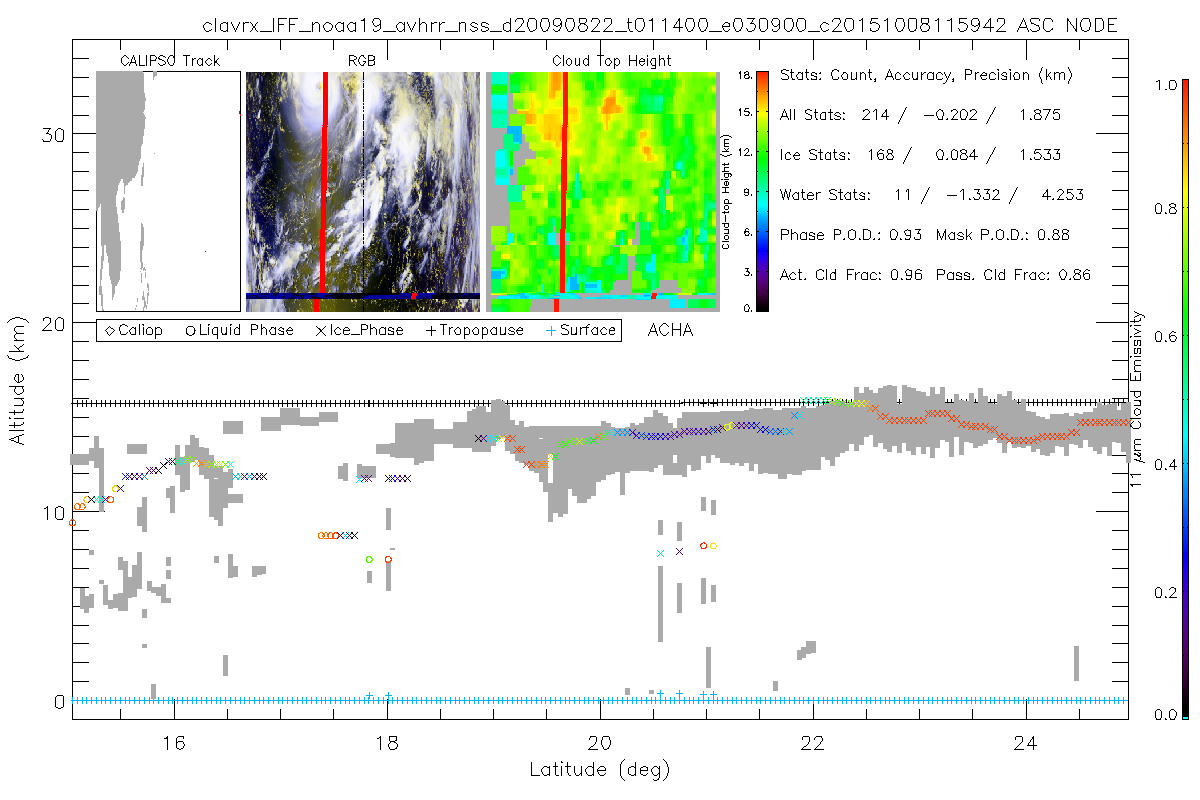 clavrx_IFF_noaa19_avhrr_nss_d20090822_t011400_e030900_c20151008115942 ASC NODE
CALIPSO Track
RGB
Cloud Top Height
18.
15.
12.
9.
6.
3.
0.
Cloud-top Height (km)
Stats: Count, Accuracy, Precision (km)
All Stats: 214 / -0.202 / 1.875
Ice Stats: 168 / 0.084 / 1.533
Water Stats: 11 / -1.332 / 4.253
Phase P.O.D.: 0.93 Mask P.O.D.: 0.88
Act. Cld Frac: 0.96 Pass. Cld Frac: 0.86
Caliop Liquid Phase Ice_Phase Tropopause Surface
ACHA
30
20
10
0
Altitude (km)
16 18 20 22 24
Latitude (deg)
1.0
0.8
0.6
0.4
0.2
0.0
11 μm Cloud Emissivity